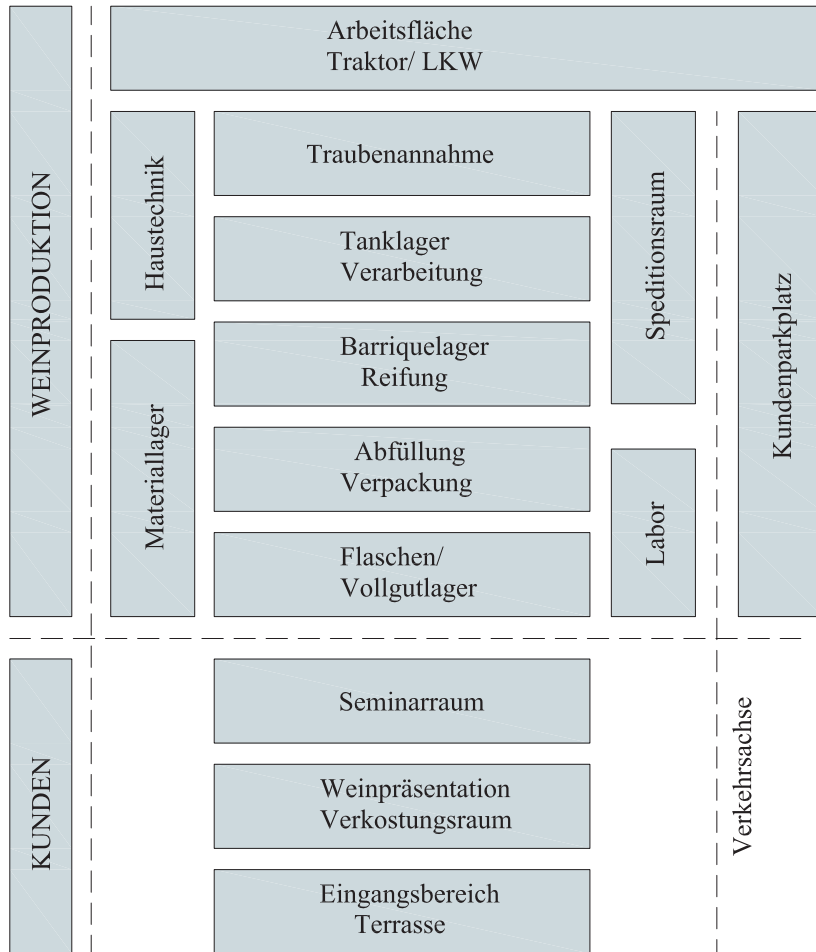 Arbeitsfläche
Traktor/ LKW
WEINPRODUKTION
Haustechnik
Materiallager
Traubenannahme
Tanklager
Verarbeitung
Barriquelager
Reifung
Abfüllung
Verpackung
Flaschen/
Vollgutlager
Speditionsraum
Labor
Kundenparkplatz
KUNDEN
Seminarraum
Weinpräsentation
Verkostungsraum
Eingangsbereich
Terrasse
Verkehrsachse